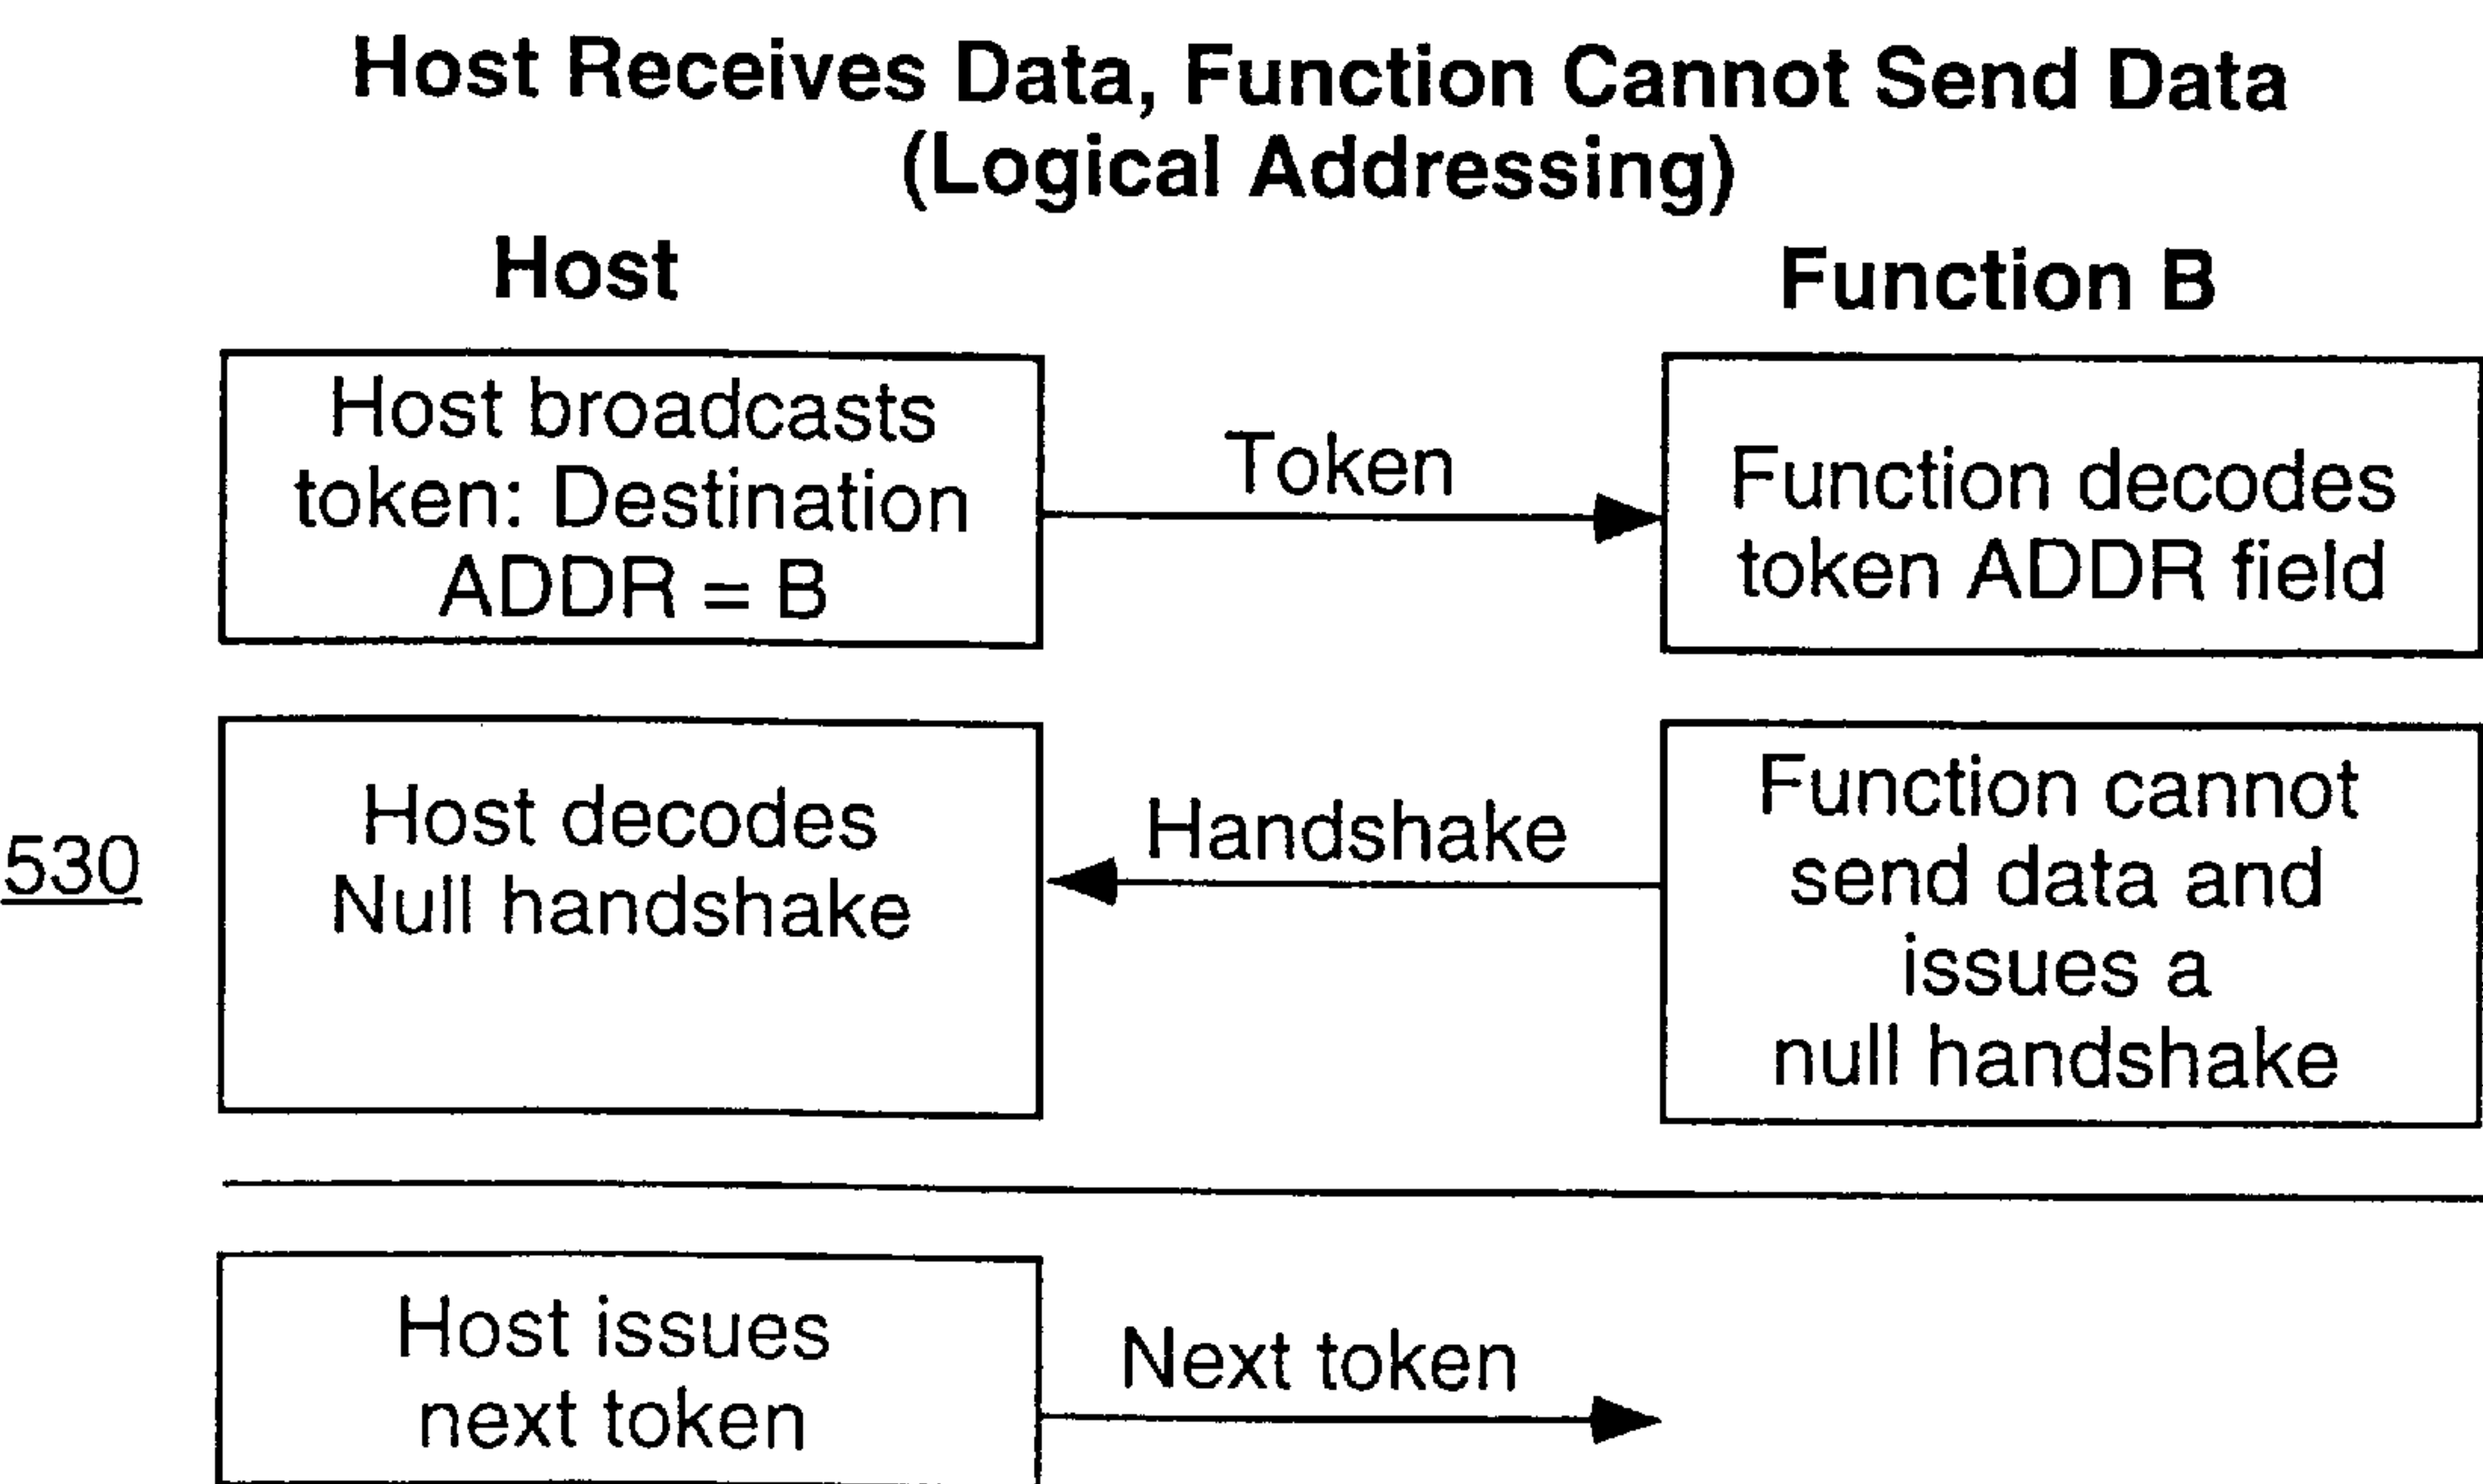 Host Receives Data, Function Cannot Send Data
(Logical Addressing)
Host
Function B
Host broadcasts
token: Destination
ADDR = B
Token
Function decodes
token ADDR field
530
Host decodes
Null handshake
Handshake
Function cannot
send data and
issues a
null handshake
Host issues
next token
Next token